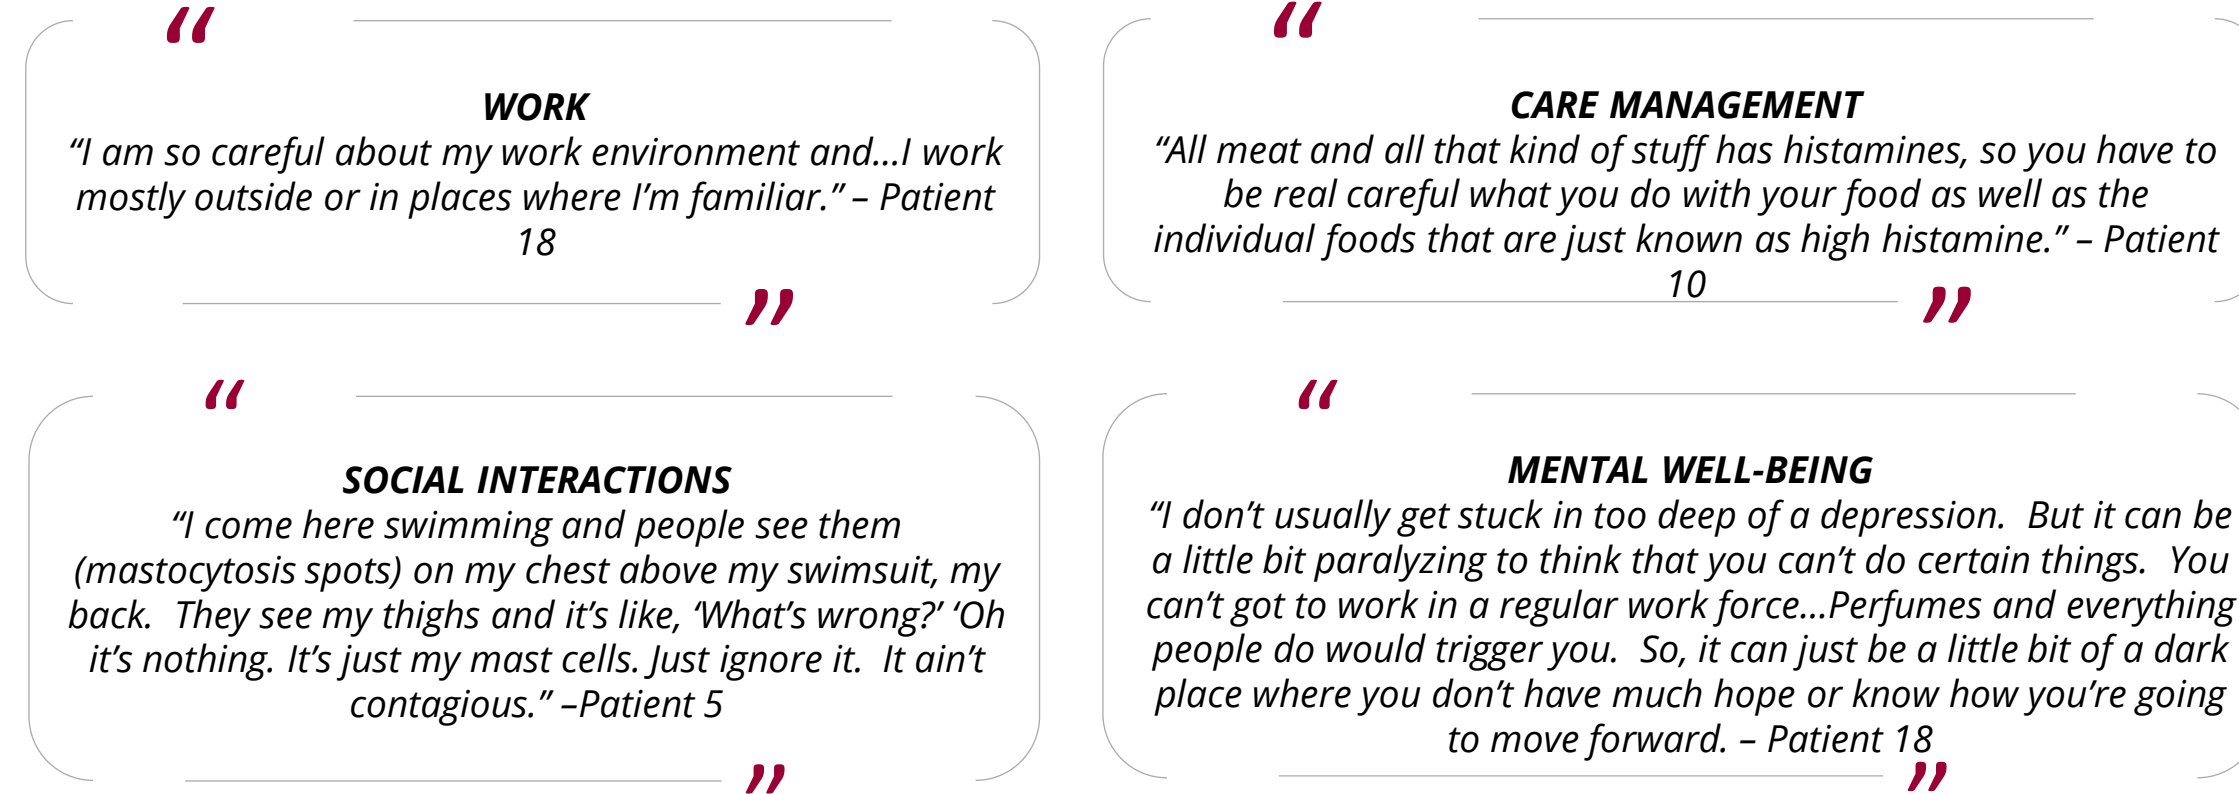 “
WORK
“I am so careful about my work environment and...I work
mostly outside or in places where I’m familiar.” – Patient
18
”
“
CARE MANAGEMENT
“All meat and all that kind of stuff has histamines, so you have to
be real careful what you do with your food as well as the
individual foods that are just known as high histamine.” – Patient
10
”
“
SOCIAL INTERACTIONS
“I come here swimming and people see them
(mastocytosis spots) on my chest above my swimsuit, my
back.  They see my thighs and it’s like, ‘What’s wrong?’ ‘Oh
it’s nothing. It’s just my mast cells. Just ignore it.  It ain’t
contagious.” –Patient 5
”
“
MENTAL WELL-BEING
“I don’t usually get stuck in too deep of a depression.  But it can be
a little bit paralyzing to think that you can’t do certain things.  You
can’t got to work in a regular work force...Perfumes and everything
people do would trigger you.  So, it can just be a little bit of a dark
place where you don’t have much hope or know how you’re going
to move forward. – Patient 18
”